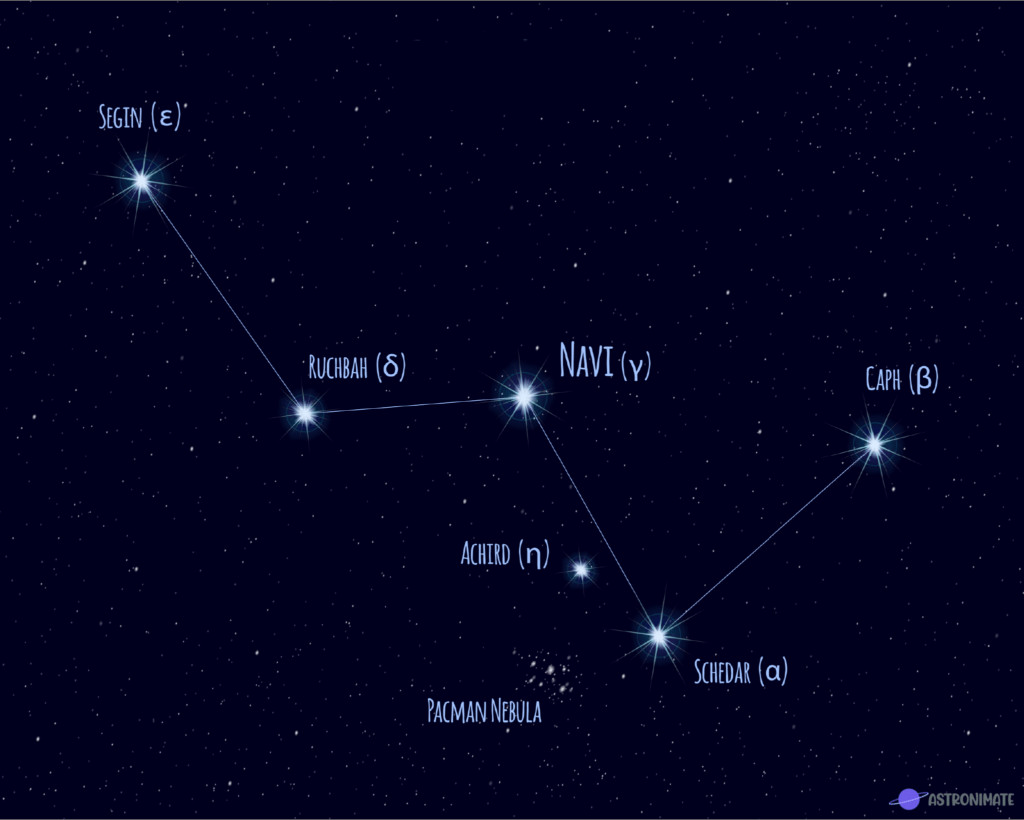 Segin (ε)
Ruchbah (δ)
Navi (γ)
Caph (β)
Achird (η)
Schedar (α)
Pacman Nebula
ASTRONIMATE